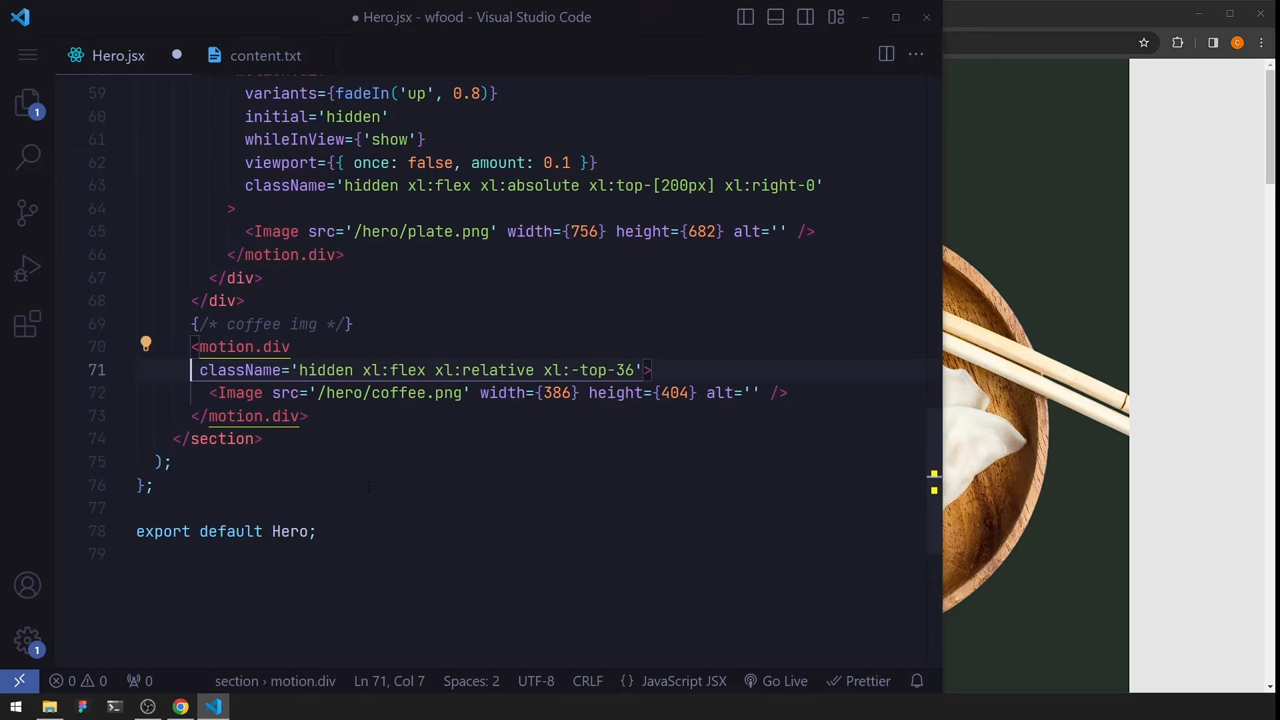 Hero.jsx - wfood - Visual Studio Code
Hero.jsx
content.txt
59 variants={fadeIn('up', 0.8)}
60 initial='hidden'
61 whileInView={'show'}
62 viewport={{ once: false, amount: 0.1 }}
63 className='hidden xl:flex xl:absolute xl:top-[200px] xl:right-0'
64 >
65 <Image src='/hero/plate.png' width={756} height={682} alt='' />
66 </motion.div>
67 </div>
68 </div>
69 {/* coffee img */}
70 <motion.div
71 className='hidden xl:flex xl:relative xl:-top-36'>
72 <Image src='/hero/coffee.png' width={386} height={404} alt='' />
73 </motion.div>
74 </section>
75 );
76 };
77
78 export default Hero;
79
1
1
C
0 0 0 section › motion.div Ln 71, Col 7 Spaces: 2 UTF-8 CRLF {} JavaScript JSX Go Live Prettier